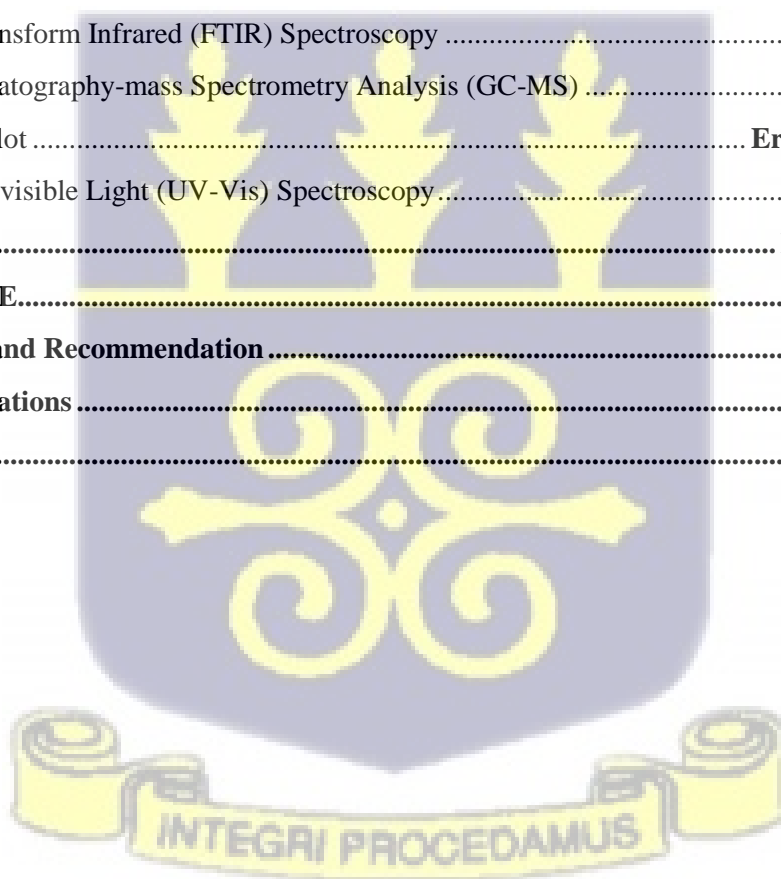 nsform Infrared (FTIR) Spectroscopy ....................................................
atography-mass Spectrometry Analysis (GC-MS) ..................................
lot ........................................................................................................................ Er
visible Light (UV-Vis) Spectroscopy......................................................
................................................................................................................................
E................................................................................................................................
and Recommendation................................................................................
ations................................................................................................................
................................................................................................................................
INTEGRI PROCEDAMUS